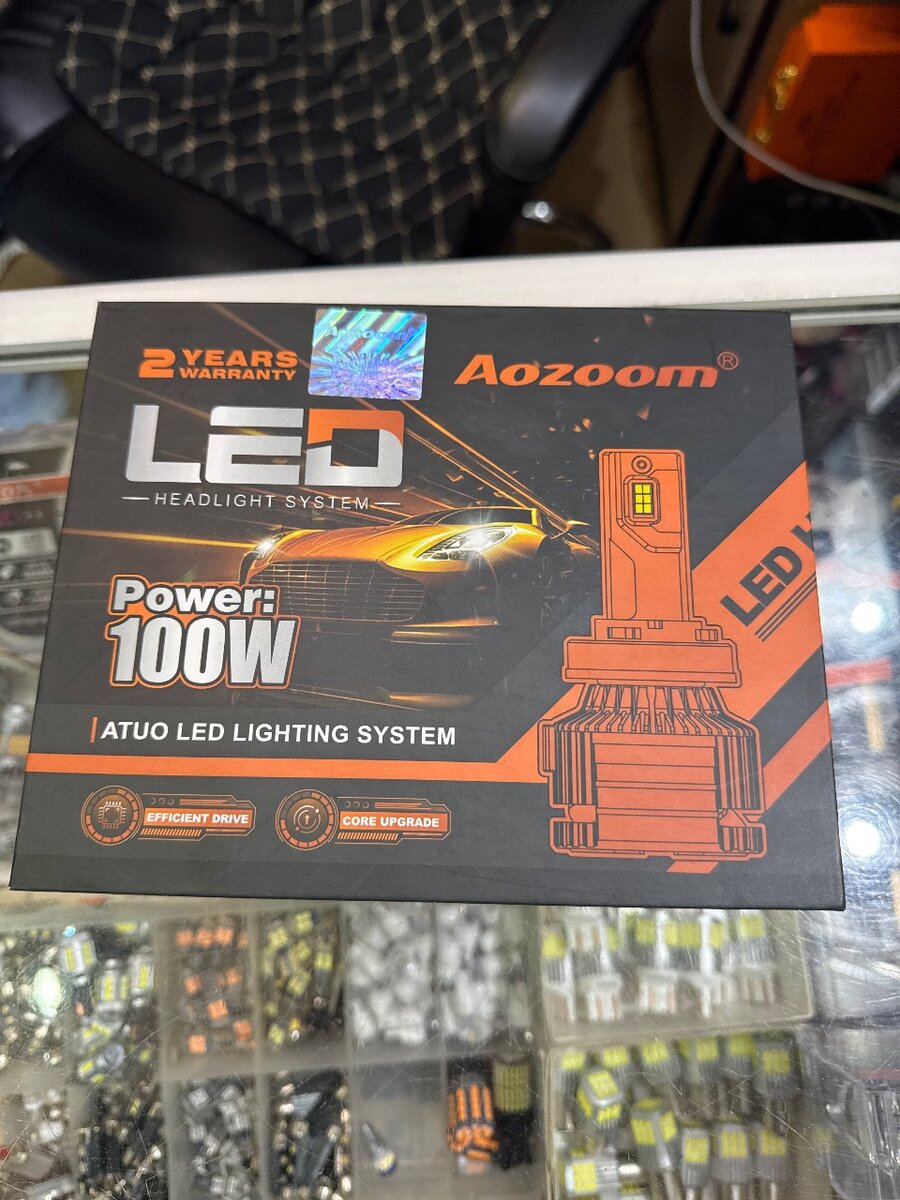 2 YEARS
WARRANTY
Aozoom®
LED
HEADLIGHT SYSTEM
LED
Power:
100W
ATUO LED LIGHTING SYSTEM
EFFICIENT DRIVE
CORE UPGRADE